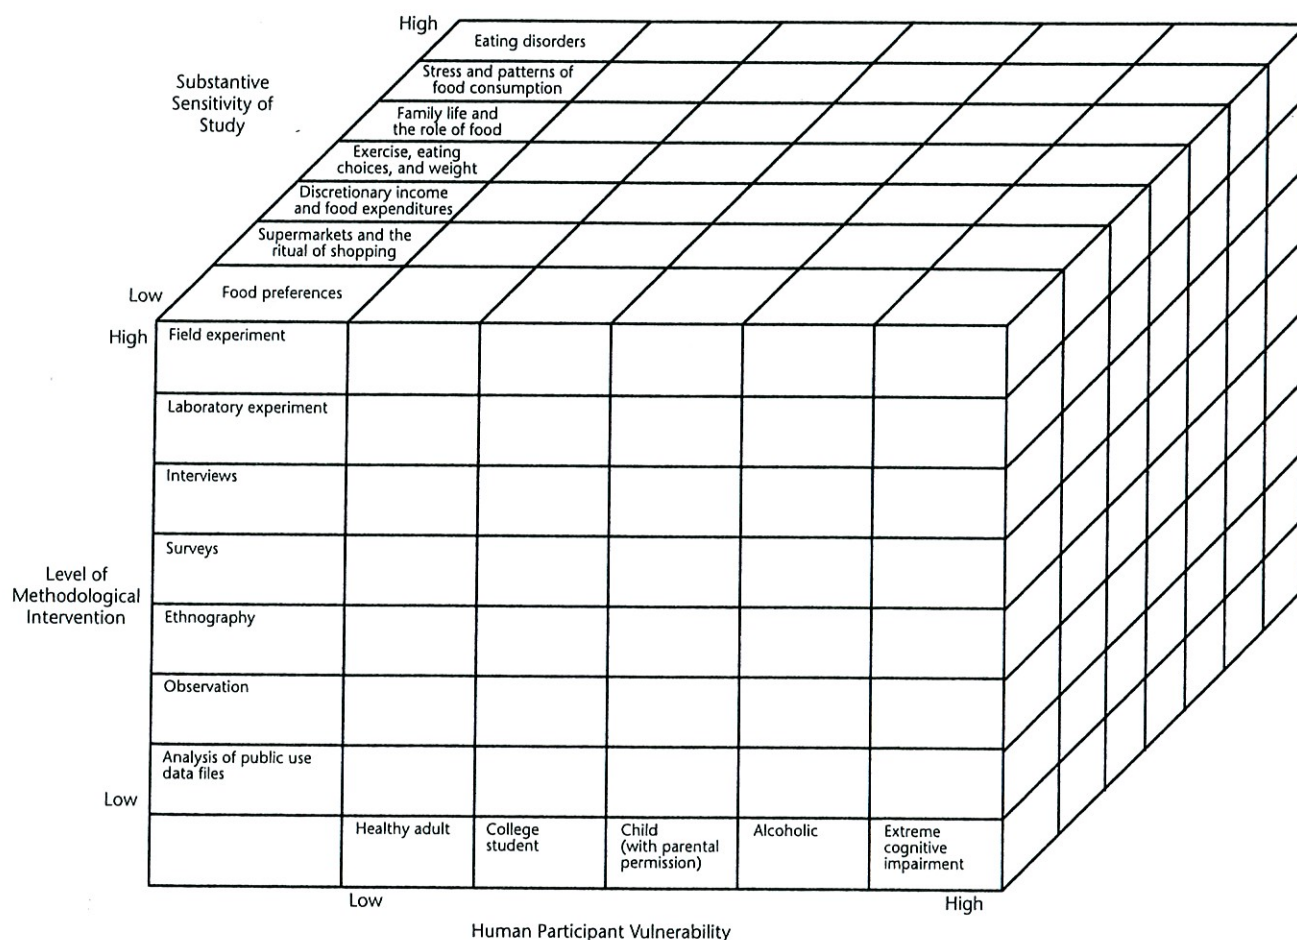 High
Eating disorders
Substantive
Sensitivity of
Study
Stress and patterns of
food consumption
Family life and
the role of food
Exercise, eating
choices, and weight
Discretionary income
and food expenditures
Supermarkets and the
ritual of shopping
Low
Food preferences
High
Field experiment
Laboratory experiment
Interviews
Surveys
Level of
Methodological
Intervention
Ethnography
Observation
Analysis of public use
data files
Low
Healthy adult
College
student
Child
(with parental
permission)
Alcoholic
Extreme
cognitive
impairment
Low
High
Human Participant Vulnerability